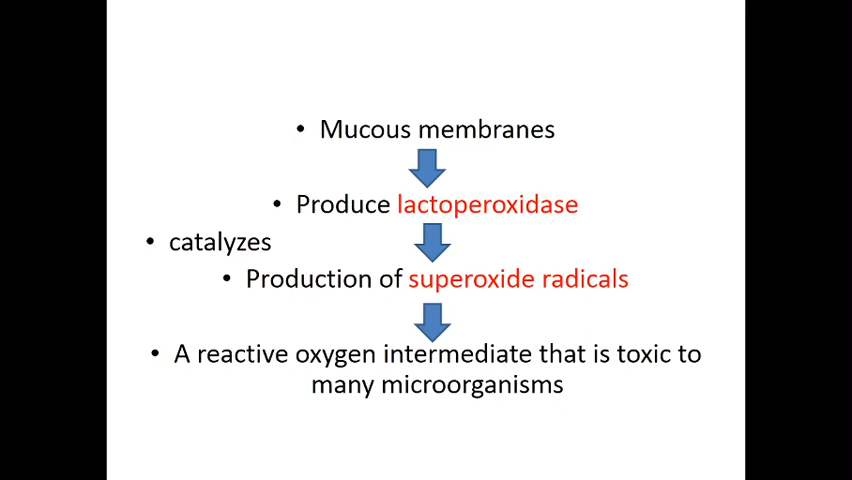 • Mucous membranes
• Produce lactoperoxidase
• catalyzes
• Production of superoxide radicals
• A reactive oxygen intermediate that is toxic to
many microorganisms